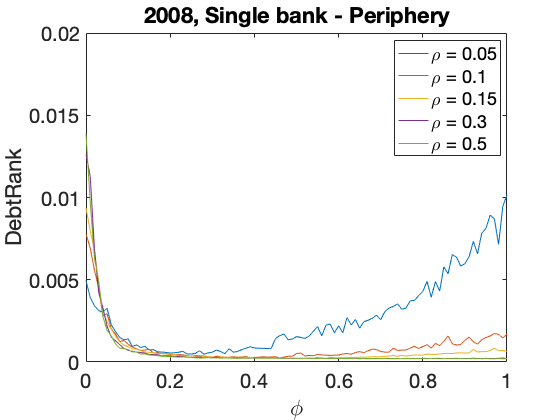 2008, Single bank - Periphery
0.02
0.015
0.01
0.005
0
DebtRank
ρ = 0.05
ρ = 0.1
ρ = 0.15
ρ = 0.3
ρ = 0.5
0 0.2 0.4 0.6 0.8 1
ϕ